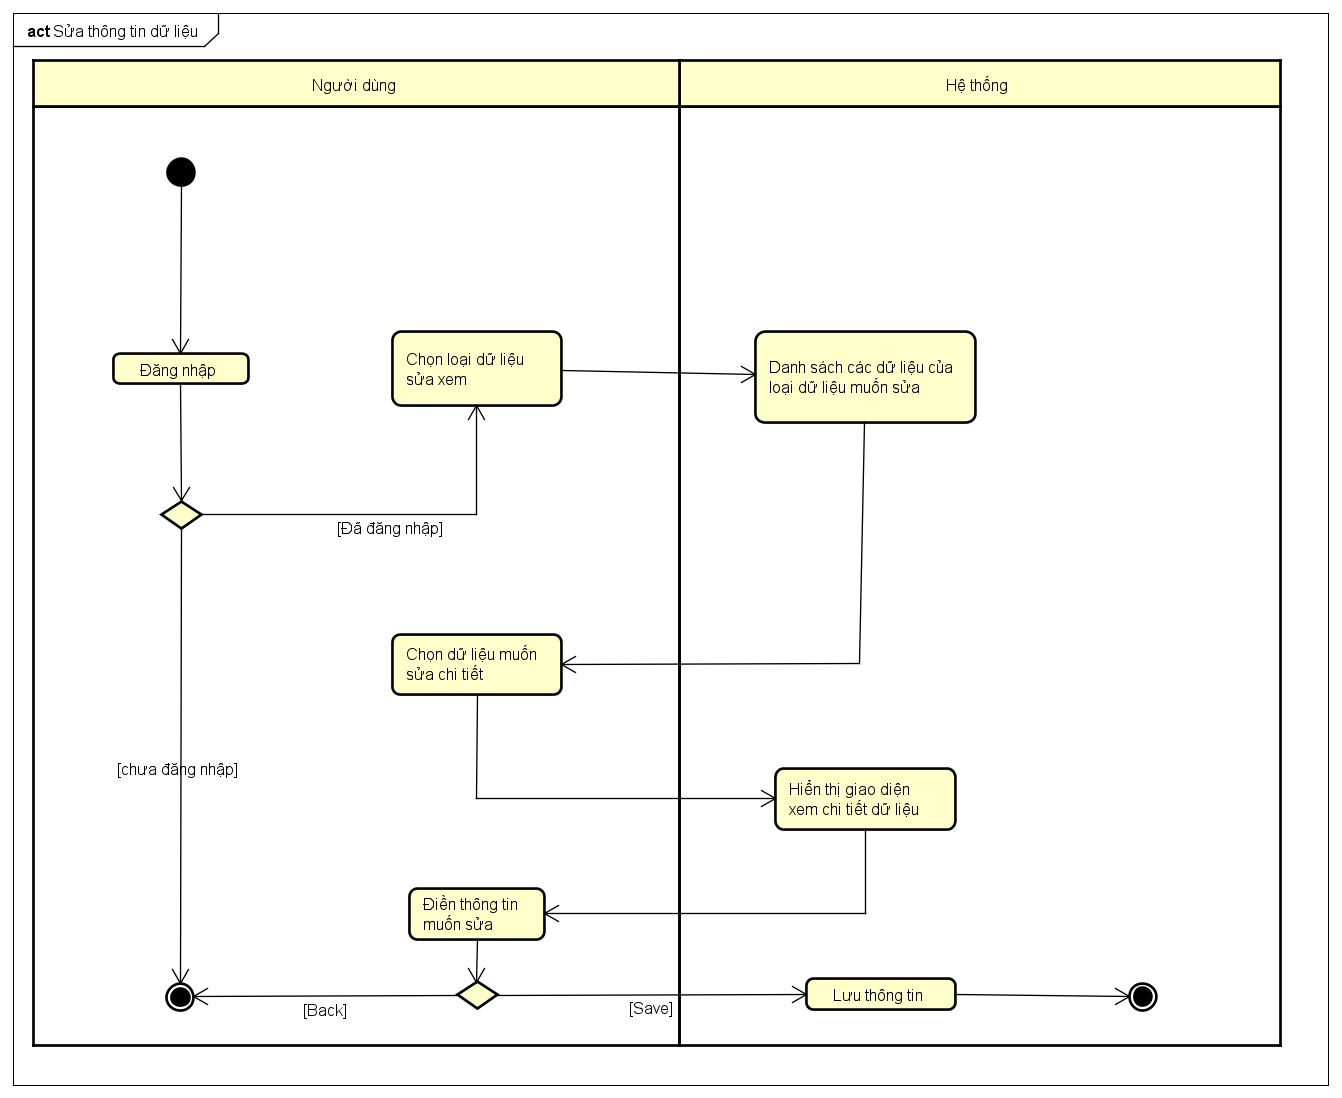 act Sửa thông tin dữ liệu
Người dùng
Hệ thống
Đăng nhập
Chọn loại dữ liệu
sửa xem
Danh sách các dữ liệu của
loại dữ liệu muốn sửa
[Đã đăng nhập]
Chọn dữ liệu muốn
sửa chi tiết
[chưa đăng nhập]
Hiển thị giao diện
xem chi tiết dữ liệu
Điền thông tin
muốn sửa
[Back]
[Save]
Lưu thông tin